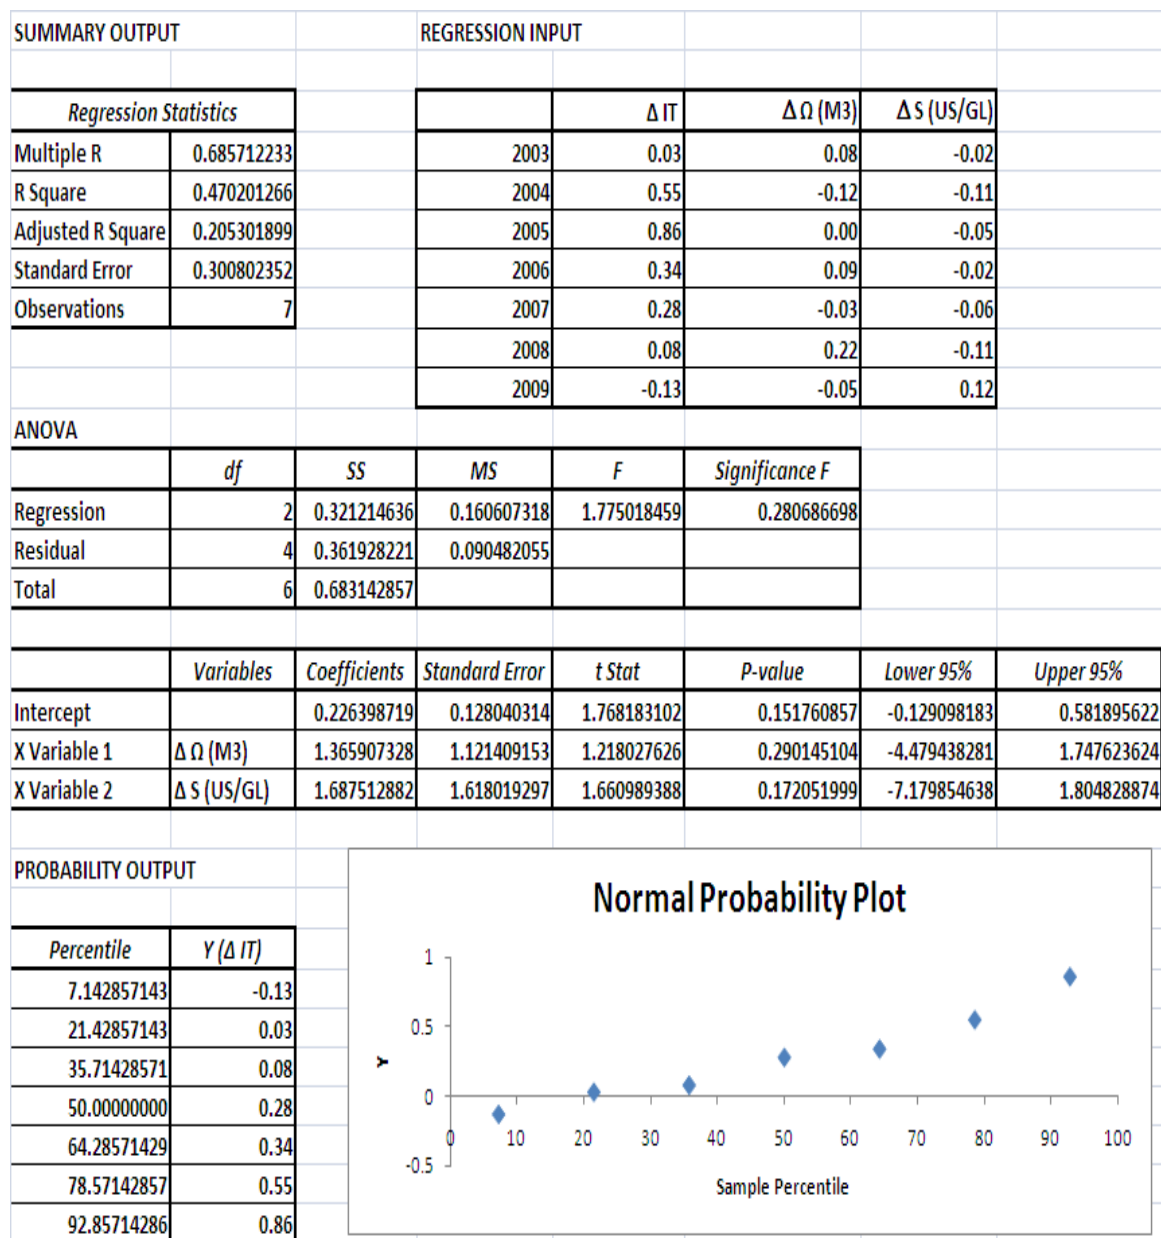 SUMMARY OUTPUT REGRESSION INPUT
Regression Statistics Δ IT Δ Ω (M3) Δ S (US/GL)
Multiple R 0.685712233 2003 0.03 0.08 -0.02
R Square 0.470201266 2004 0.55 -0.12 -0.11
Adjusted R Square 0.205301899 2005 0.86 0.00 -0.05
Standard Error 0.300802352 2006 0.34 0.09 -0.02
Observations 7 2007 0.28 -0.03 -0.06
2008 0.08 0.22 -0.11
2009 -0.13 -0.05 0.12
ANOVA
df SS MS F Significance F
Regression 2 0.321214636 0.160607318 1.775018459 0.280686698
Residual 4 0.361928221 0.090482055
Total 6 0.683142857
Variables Coefficients Standard Error t Stat P-value Lower 95% Upper 95%
Intercept 0.226398719 0.128040314 1.768183102 0.151760857 -0.129098183 0.581895622
X Variable 1 Δ Ω (M3) 1.365907328 1.121409153 1.218027626 0.290145104 -4.479438281 1.747623624
X Variable 2 Δ S (US/GL) 1.687512882 1.618019297 1.660989388 0.172051999 -7.179854638 1.804828874
PROBABILITY OUTPUT
Percentile Y (Δ IT)
7.142857143 -0.13
21.42857143 0.03
35.71428571 0.08
50.00000000 0.28
64.28571429 0.34
78.57142857 0.55
92.85714286 0.86
Normal Probability Plot
1
0.5
0
-0.5
Y
0 10 20 30 40 50 60 70 80 90 100
Sample Percentile